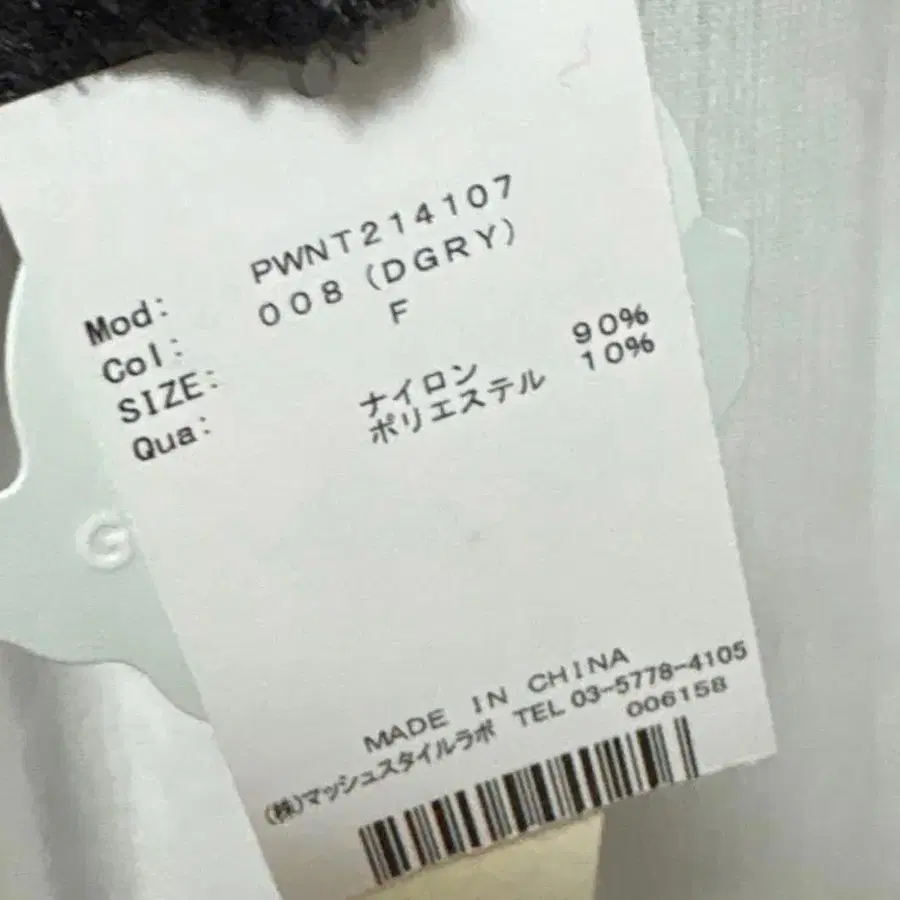 Mod: PWNT214107
Col: 008 (DGRY)
SIZE: F
Qua: ナイロン 90%
ポリエステル 10%
G
MADE IN CHINA
(株)マッシュスタイルラボ TEL 03-5778-4105
006158